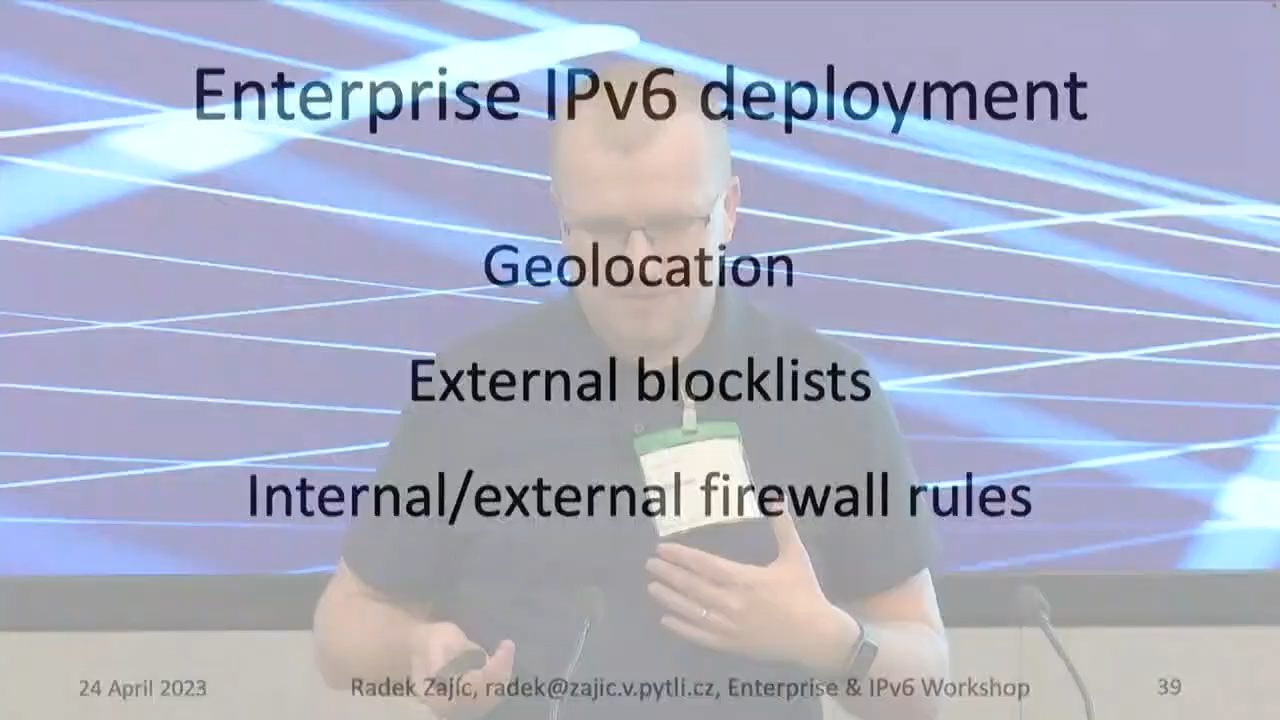 Enterprise IPv6 deployment
Geolocation
External blocklists
Internal/external firewall rules
24 April 2023 Radek Zajíc, radek@zajic.v.pytli.cz, Enterprise & IPv6 Workshop 39